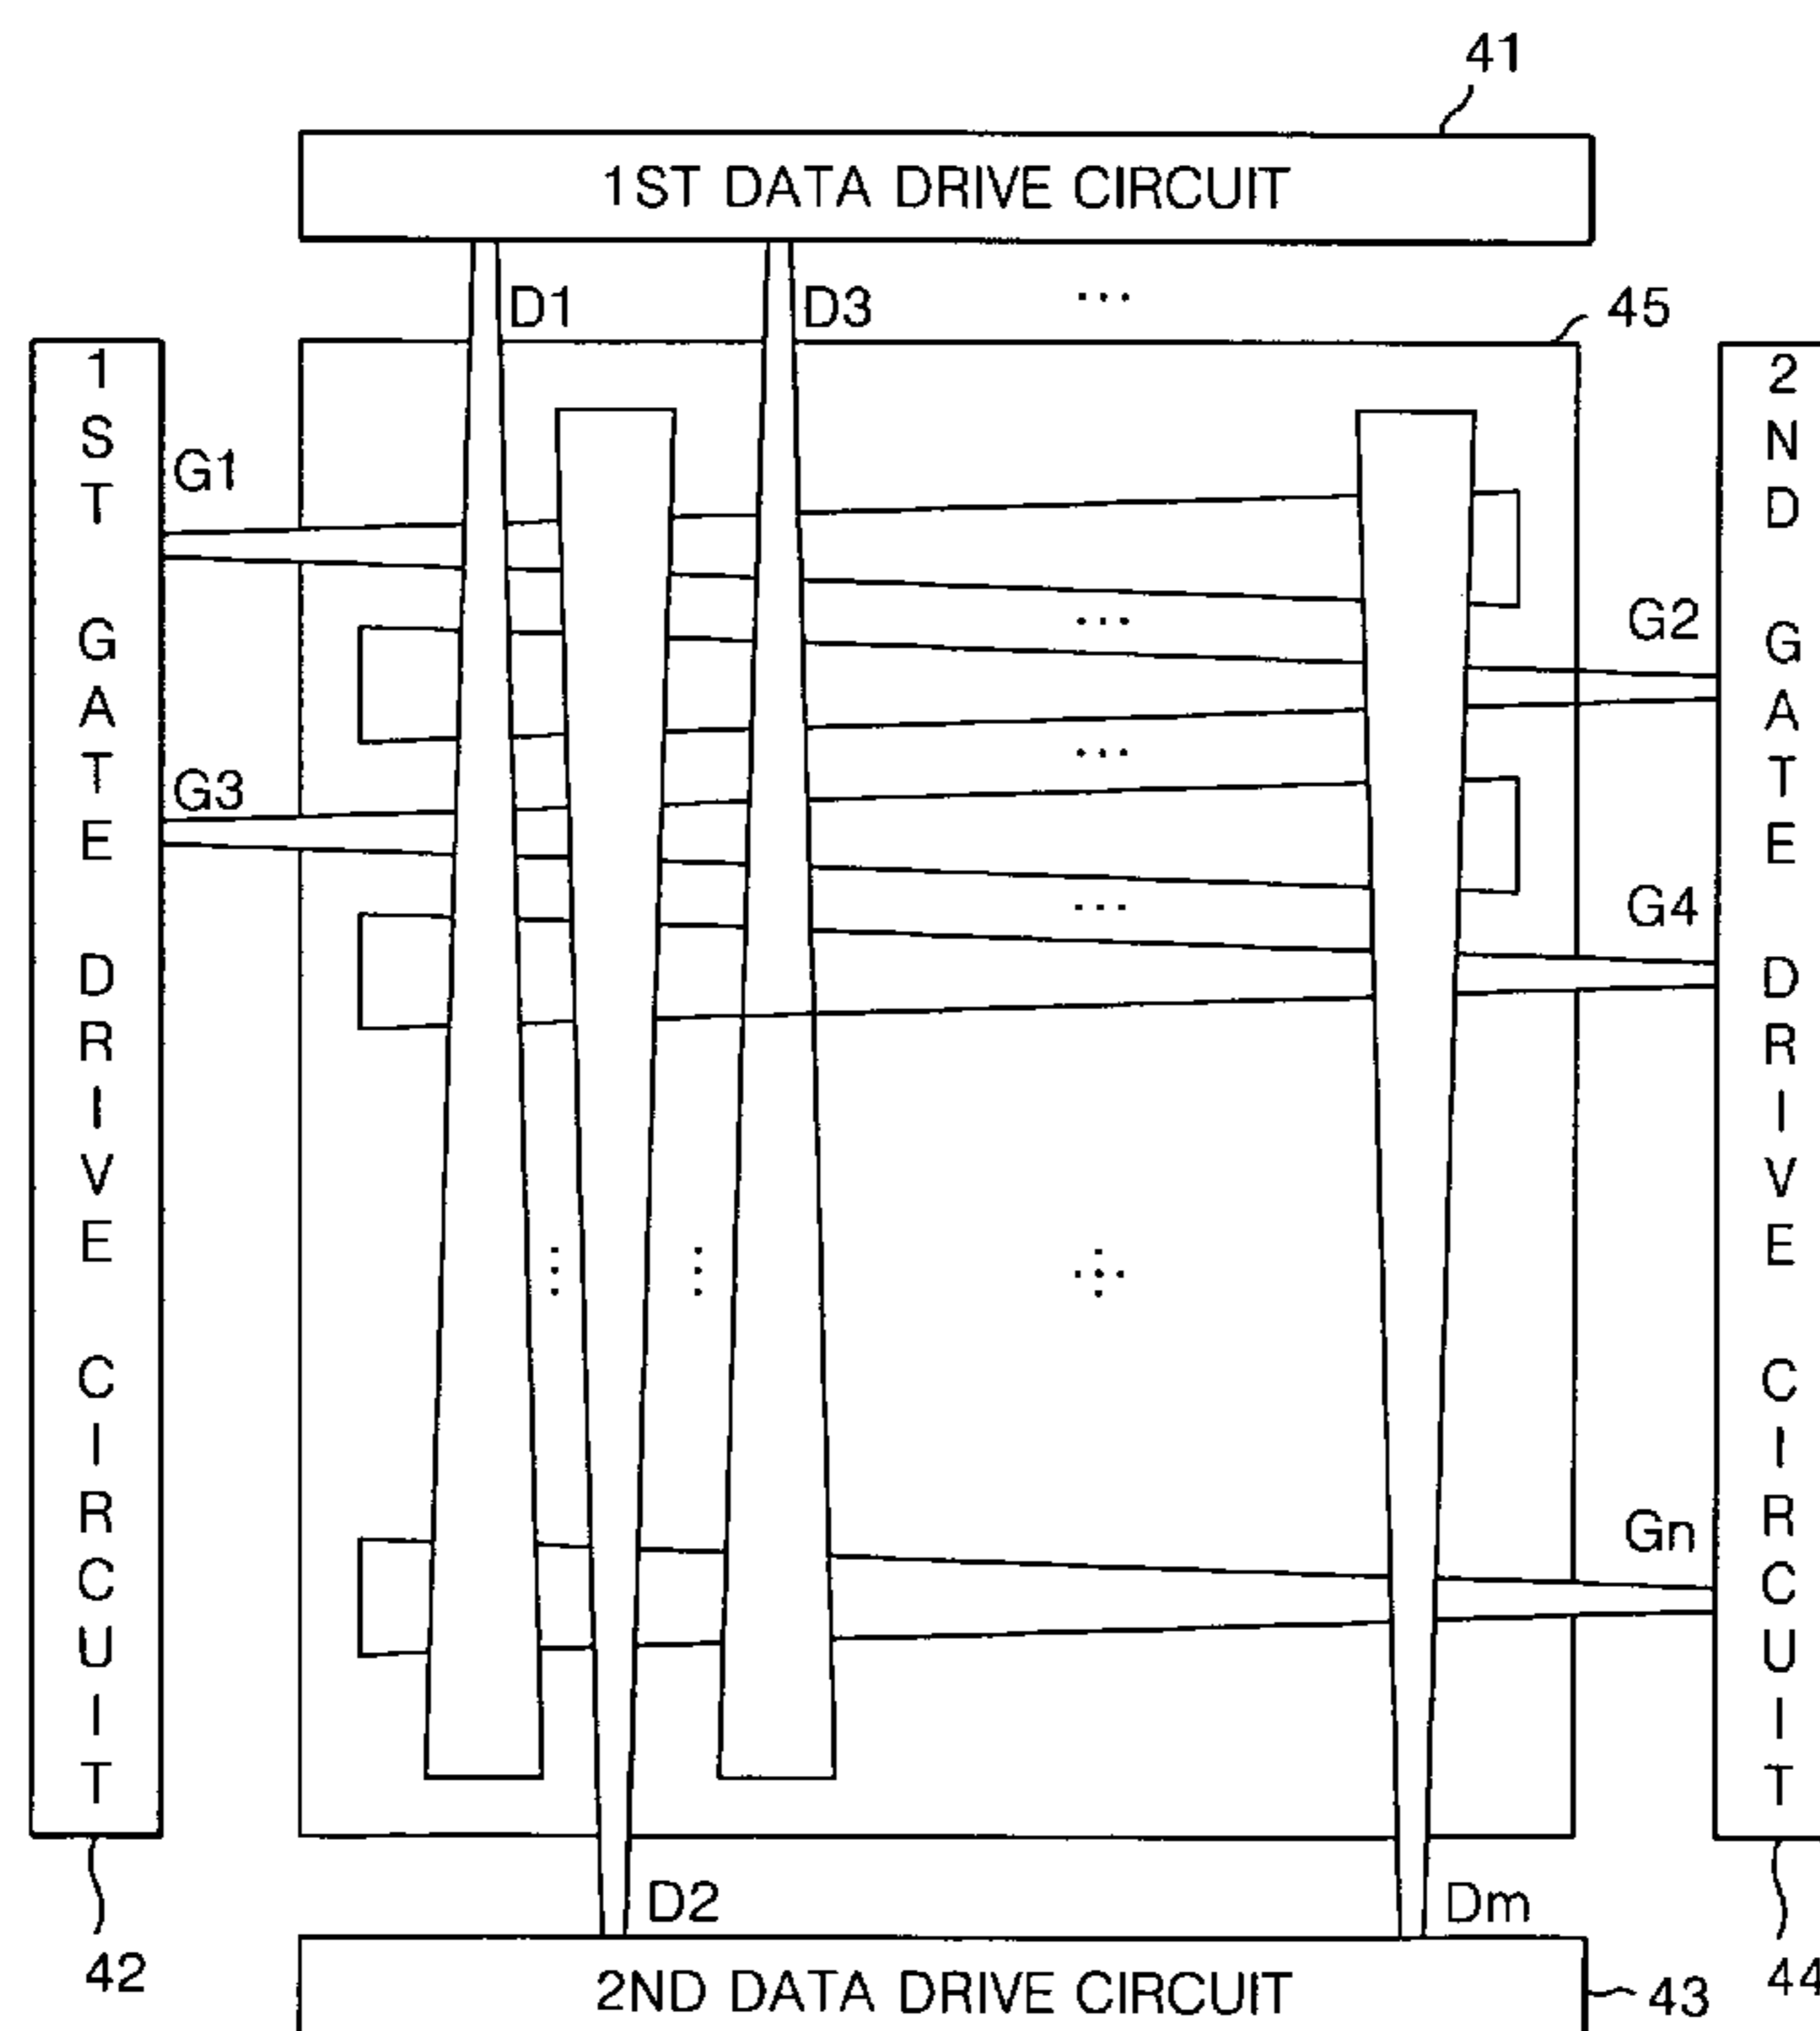 41
1ST DATA DRIVE CIRCUIT
D1
D3
...
45
1ST GATE DRIVE CIRCUIT
2ND GATE DRIVE CIRCUIT
G1
G2
...
...
G3
G4
...
Gn
D2
Dm
42
2ND DATA DRIVE CIRCUIT
43
44